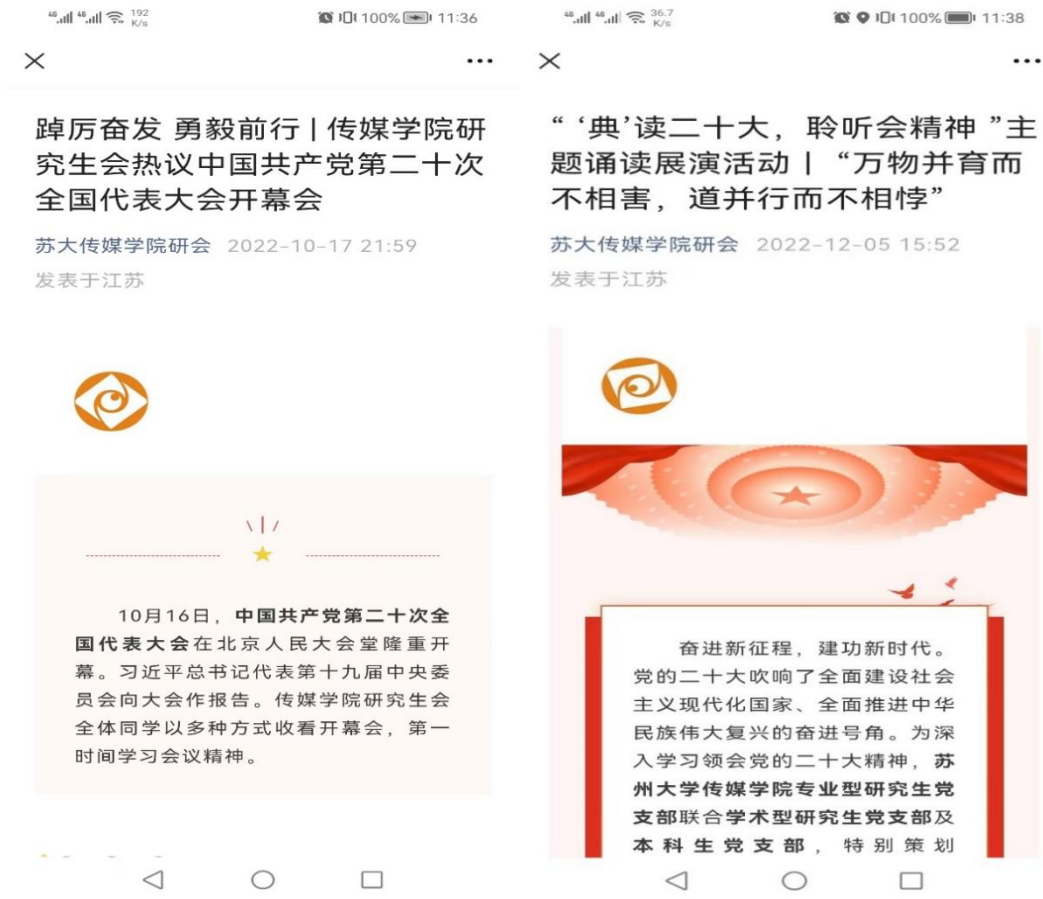 46 46 192 K/s 100% 11:36
踔厉奋发 勇毅前行 | 传媒学院研
究生会热议中国共产党第二十次
全国代表大会开幕会
苏大传媒学院研会 2022-10-17 21:59
发表于江苏
10月16日，中国共产党第二十次全
国代表大会在北京人民大会堂隆重开
幕。习近平总书记代表第十九届中央委
员会向大会作报告。传媒学院研究生会
全体同学以多种方式收看开幕会，第一
时间学习会议精神。
46 46 36.7 K/s 100% 11:38
“ ‘典’读二十大，聆听会精神 ”主
题诵读展演活动丨 “万物并育而
不相害，道并行而不相悖”
苏大传媒学院研会 2022-12-05 15:52
发表于江苏
奋进新征程，建功新时代。
党的二十大吹响了全面建设社会
主义现代化国家、全面推进中华
民族伟大复兴的奋进号角。为深
入学习领会党的二十大精神，苏
州大学传媒学院专业型研究生党
支部联合学术型研究生党支部及
本科生党支部，特别策划